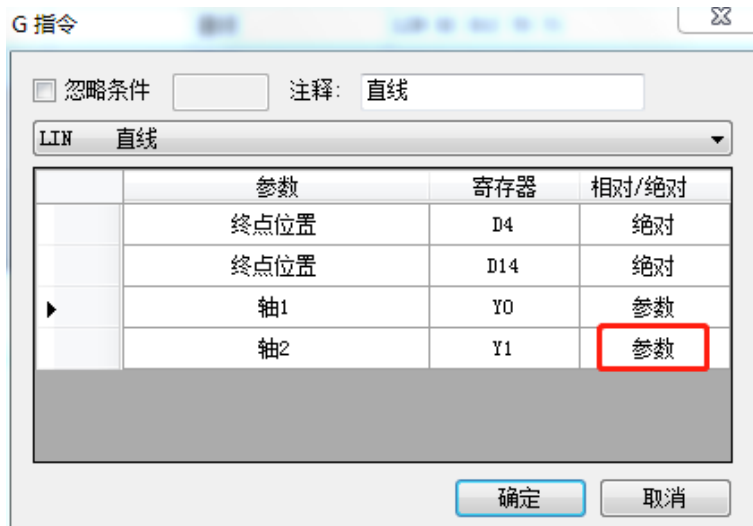 G 指令
忽略条件 注释: 直线
LIN 直线
参数 寄存器 相对/绝对
终点位置 D4 绝对
终点位置 D14 绝对
轴1 Y0 参数
轴2 Y1 参数
确定 取消